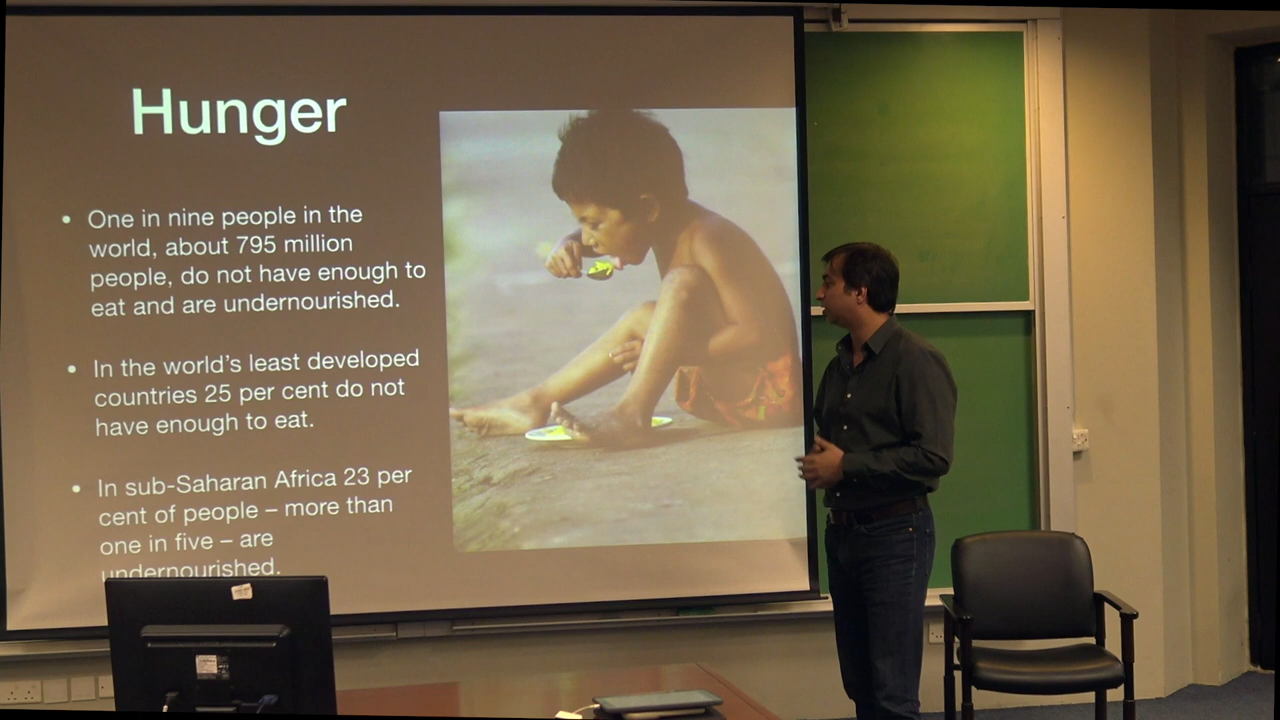 Hunger
• One in nine people in the
world, about 795 million
people, do not have enough to
eat and are undernourished.
• In the world's least developed
countries 25 per cent do not
have enough to eat.
• In sub-Saharan Africa 23 per
cent of people – more than
one in five – are
undernourished.